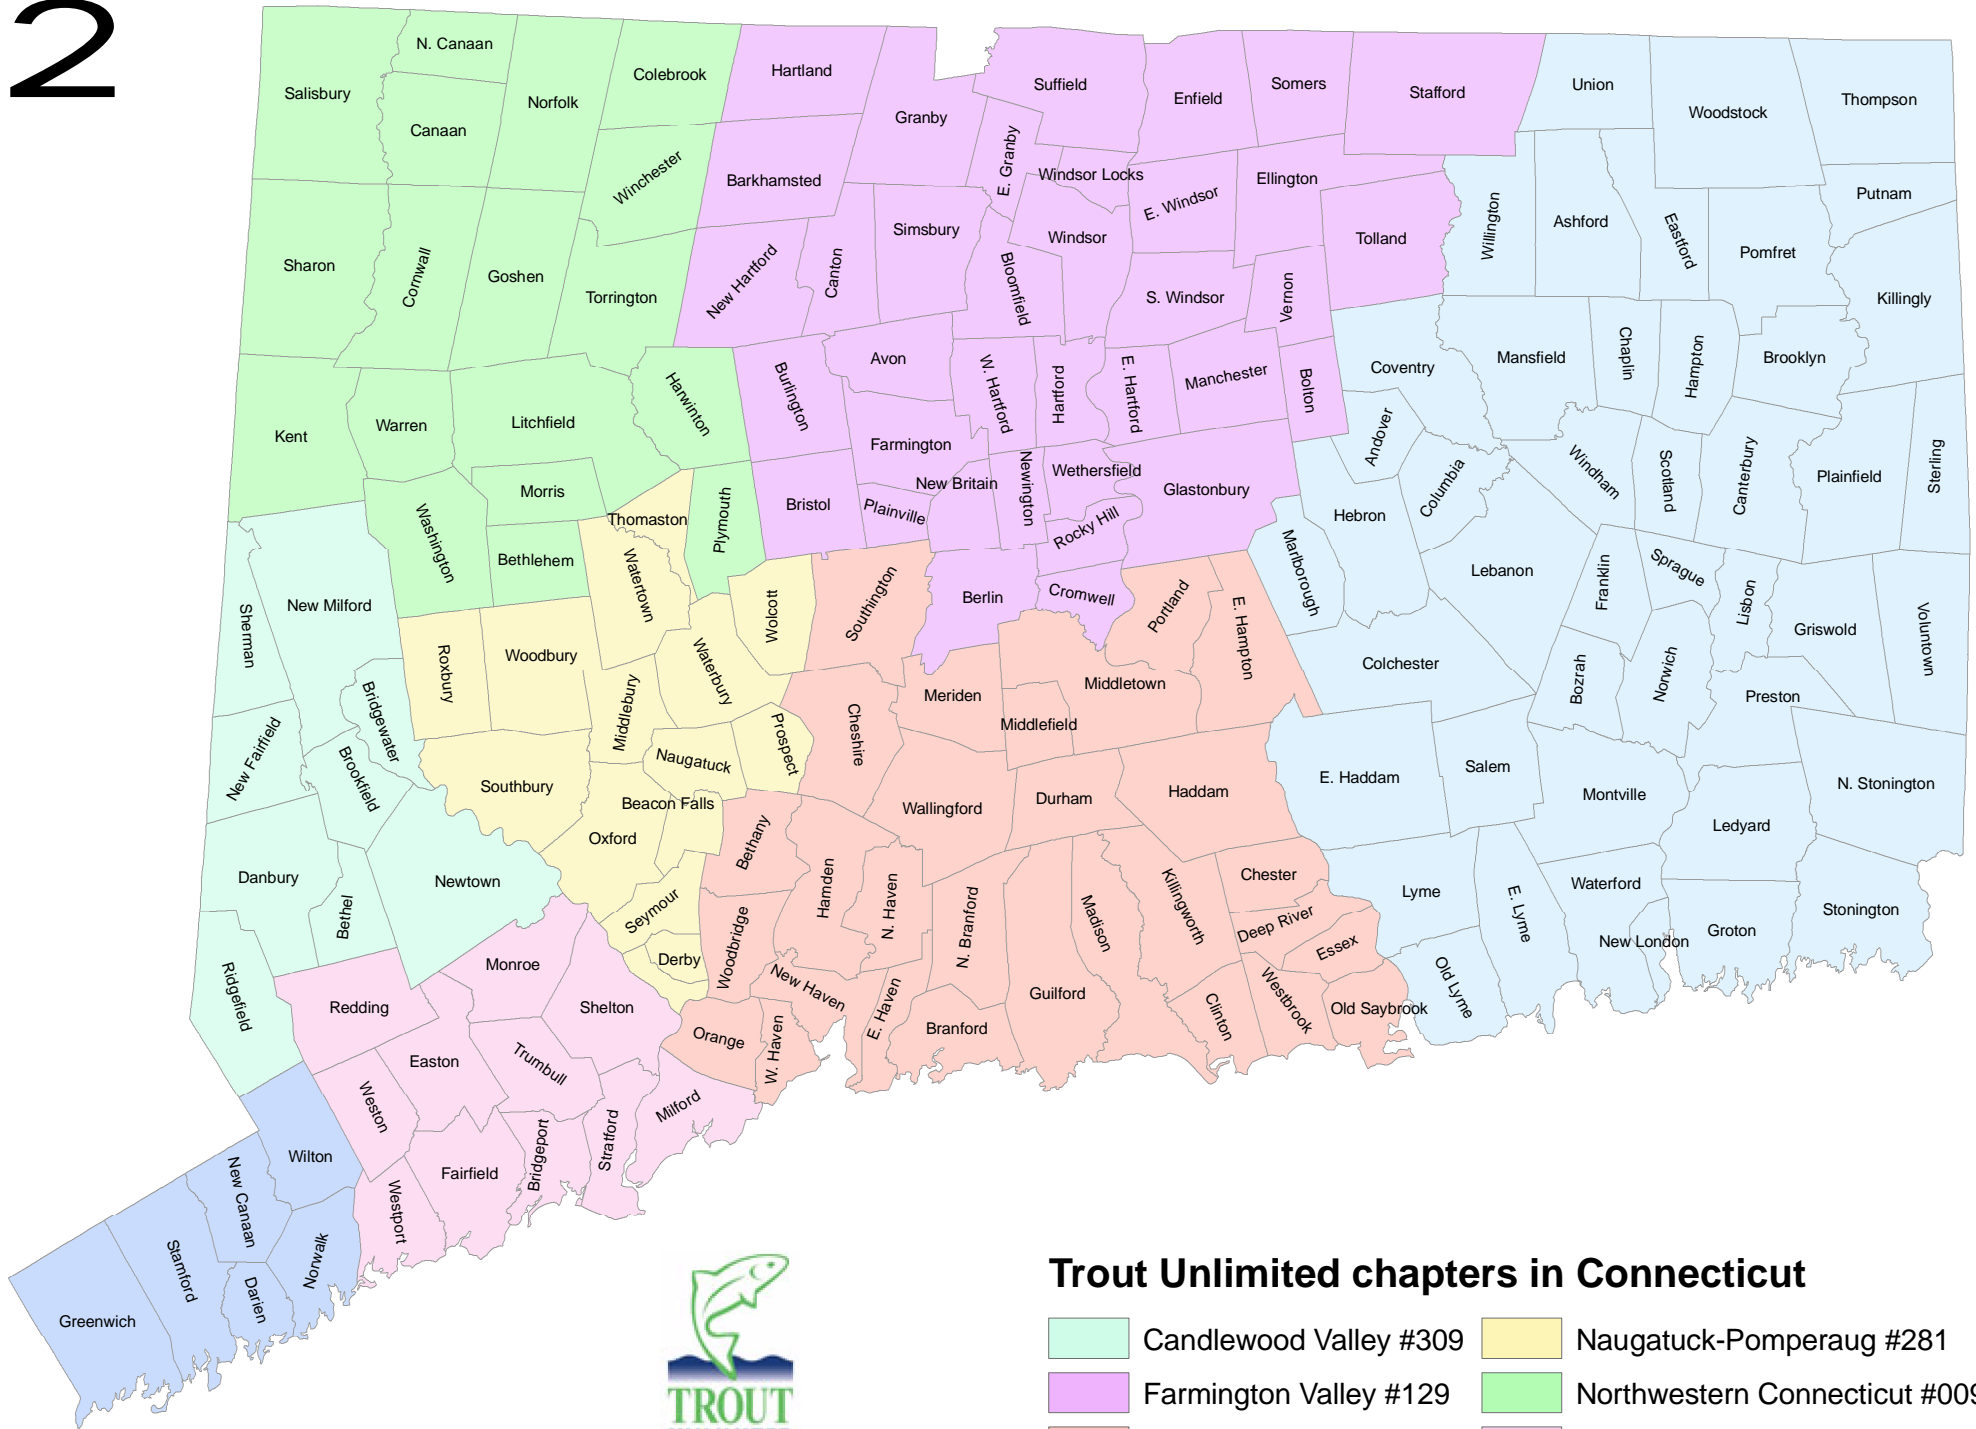 2
N. Canaan
Salisbury
Canaan
Norfolk
Colebrook
Hartland
Granby
Suffield
Enfield
Somers
Stafford
Union
Woodstock
Thompson
Winchester
Barkhamsted
E. Granby
Windsor Locks
E. Windsor
Ellington
Tolland
Willington
Ashford
Eastford
Pomfret
Putnam
Killingly
Sharon
Cornwall
Goshen
Torrington
New Hartford
Canton
Simsbury
Bloomfield
Windsor
S. Windsor
Vernon
Kent
Warren
Litchfield
Harwinton
Burlington
Avon
W. Hartford
Hartford
E. Hartford
Manchester
Bolton
Coventry
Mansfield
Chaplin
Hampton
Brooklyn
Andover
Columbia
Windham
Scotland
Canterbury
Plainfield
Sterling
Morris
Washington
Bethlehem
Thomaston
Watertown
Plymouth
Bristol
Farmington
Plainville
New Britain
Newington
Wethersfield
Rocky Hill
Glastonbury
Marlborough
Hebron
Lebanon
Franklin
Sprague
Lisbon
Griswold
Voluntown
Sherman
New Milford
Roxbury
Woodbury
Middlebury
Waterbury
Wolcott
Southington
Berlin
Cromwell
Portland
E. Hampton
Colchester
Bozrah
Norwich
Preston
Bridgewater
New Fairfield
Brookfield
Southbury
Naugatuck
Prospect
Cheshire
Meriden
Middlefield
Middletown
Beacon Falls
Oxford
Bethany
Wallingford
Durham
Haddam
E. Haddam
Salem
Montville
Ledyard
N. Stonington
Danbury
Bethel
Newtown
Seymour
Derby
Woodbridge
Hamden
N. Haven
N. Branford
Madison
Killingworth
Chester
Deep River
Essex
Lyme
E. Lyme
Waterford
New London
Groton
Stonington
Ridgefield
Redding
Monroe
Shelton
Orange
W. Haven
New Haven
E. Haven
Branford
Guilford
Clinton
Westbrook
Old Saybrook
Old Lyme
Easton
Trumbull
Weston
Milford
Stratford
Bridgeport
Fairfield
Westport
Wilton
New Canaan
Norwalk
Darien
Stamford
Greenwich
TROUT
Trout Unlimited chapters in Connecticut
Candlewood Valley #309
Naugatuck-Pomperaug #281
Farmington Valley #129
Northwestern Connecticut #009